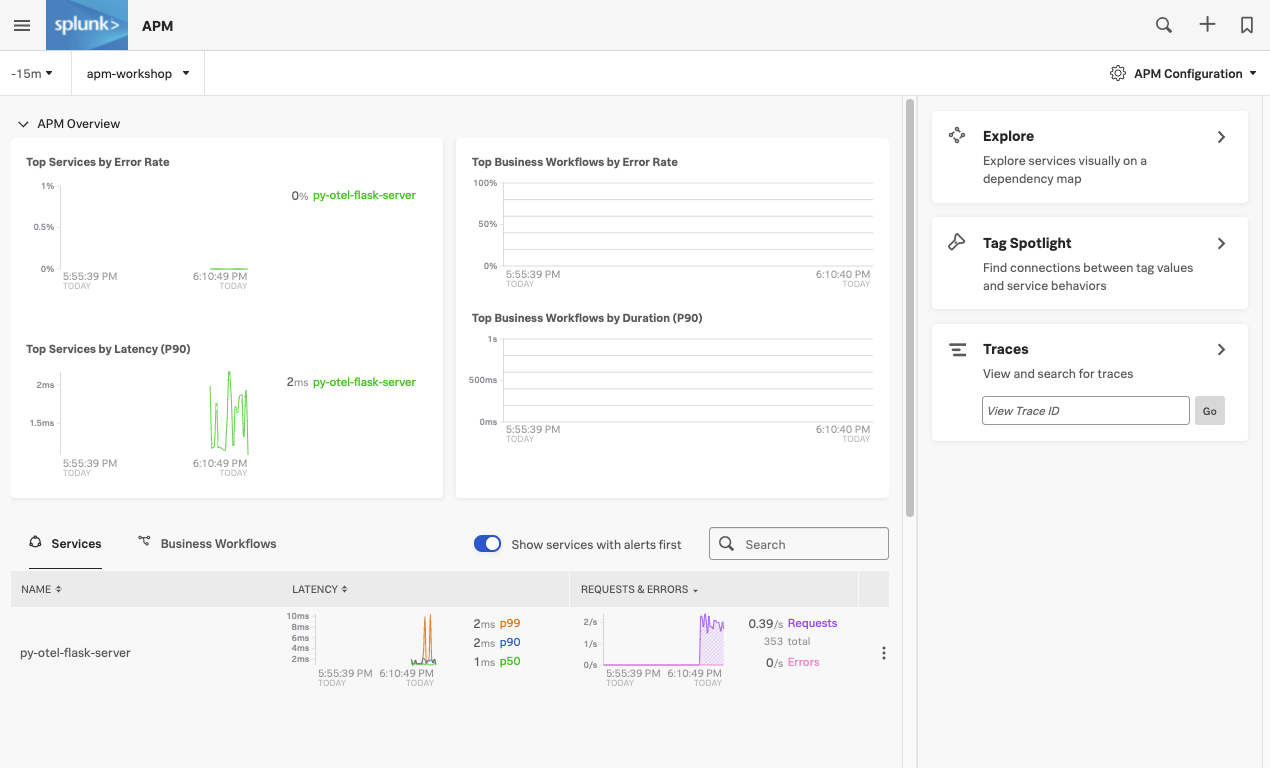 splunk>
APM
-15m
apm-workshop
APM Configuration
APM Overview
Top Services by Error Rate
1%
0.5%
0%
5:55:39 PM
TODAY
6:10:49 PM
TODAY
0% py-otel-flask-server
Top Services by Latency (P90)
2ms
1.5ms
5:55:39 PM
TODAY
6:10:49 PM
TODAY
2ms py-otel-flask-server
Top Business Workflows by Error Rate
100%
50%
0%
5:55:39 PM
TODAY
6:10:40 PM
TODAY
Top Business Workflows by Duration (P90)
1s
500ms
0ms
5:55:39 PM
TODAY
6:10:40 PM
TODAY
Explore
Explore services visually on a
dependency map
Tag Spotlight
Find connections between tag values
and service behaviors
Traces
View and search for traces
View Trace ID
Go
Services
Business Workflows
Show services with alerts first
Search
NAME
LATENCY
REQUESTS & ERRORS
py-otel-flask-server
10ms
8ms
6ms
4ms
2ms
5:55:39 PM
TODAY
6:10:49 PM
TODAY
2ms p99
2ms p90
1ms p50
2/s
1/s
0/s
5:55:39 PM
TODAY
6:10:49 PM
TODAY
0.39/s Requests
353 total
0/s Errors